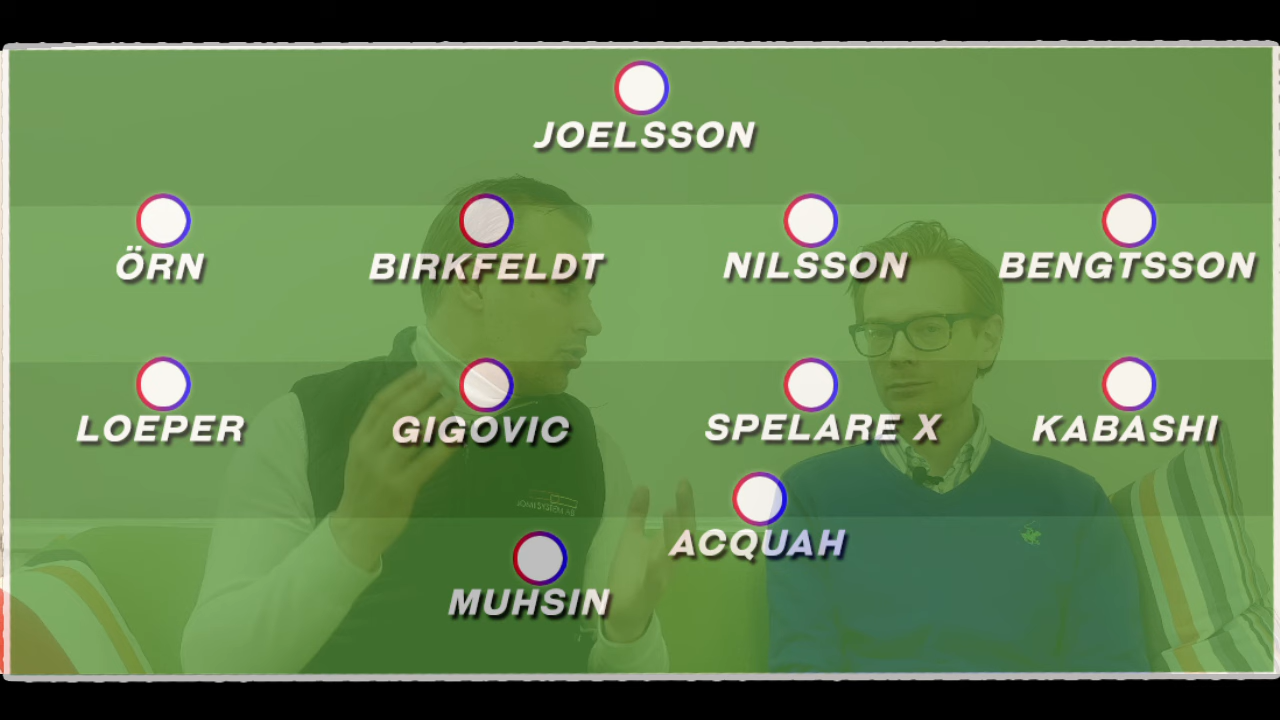 JOELSSON
ÖRN
BIRKFELDT
NILSSON
BENGTSSON
LOEPER
GIGOVIC
SPELARE X
KABASHI
ACQUAH
MUHSIN